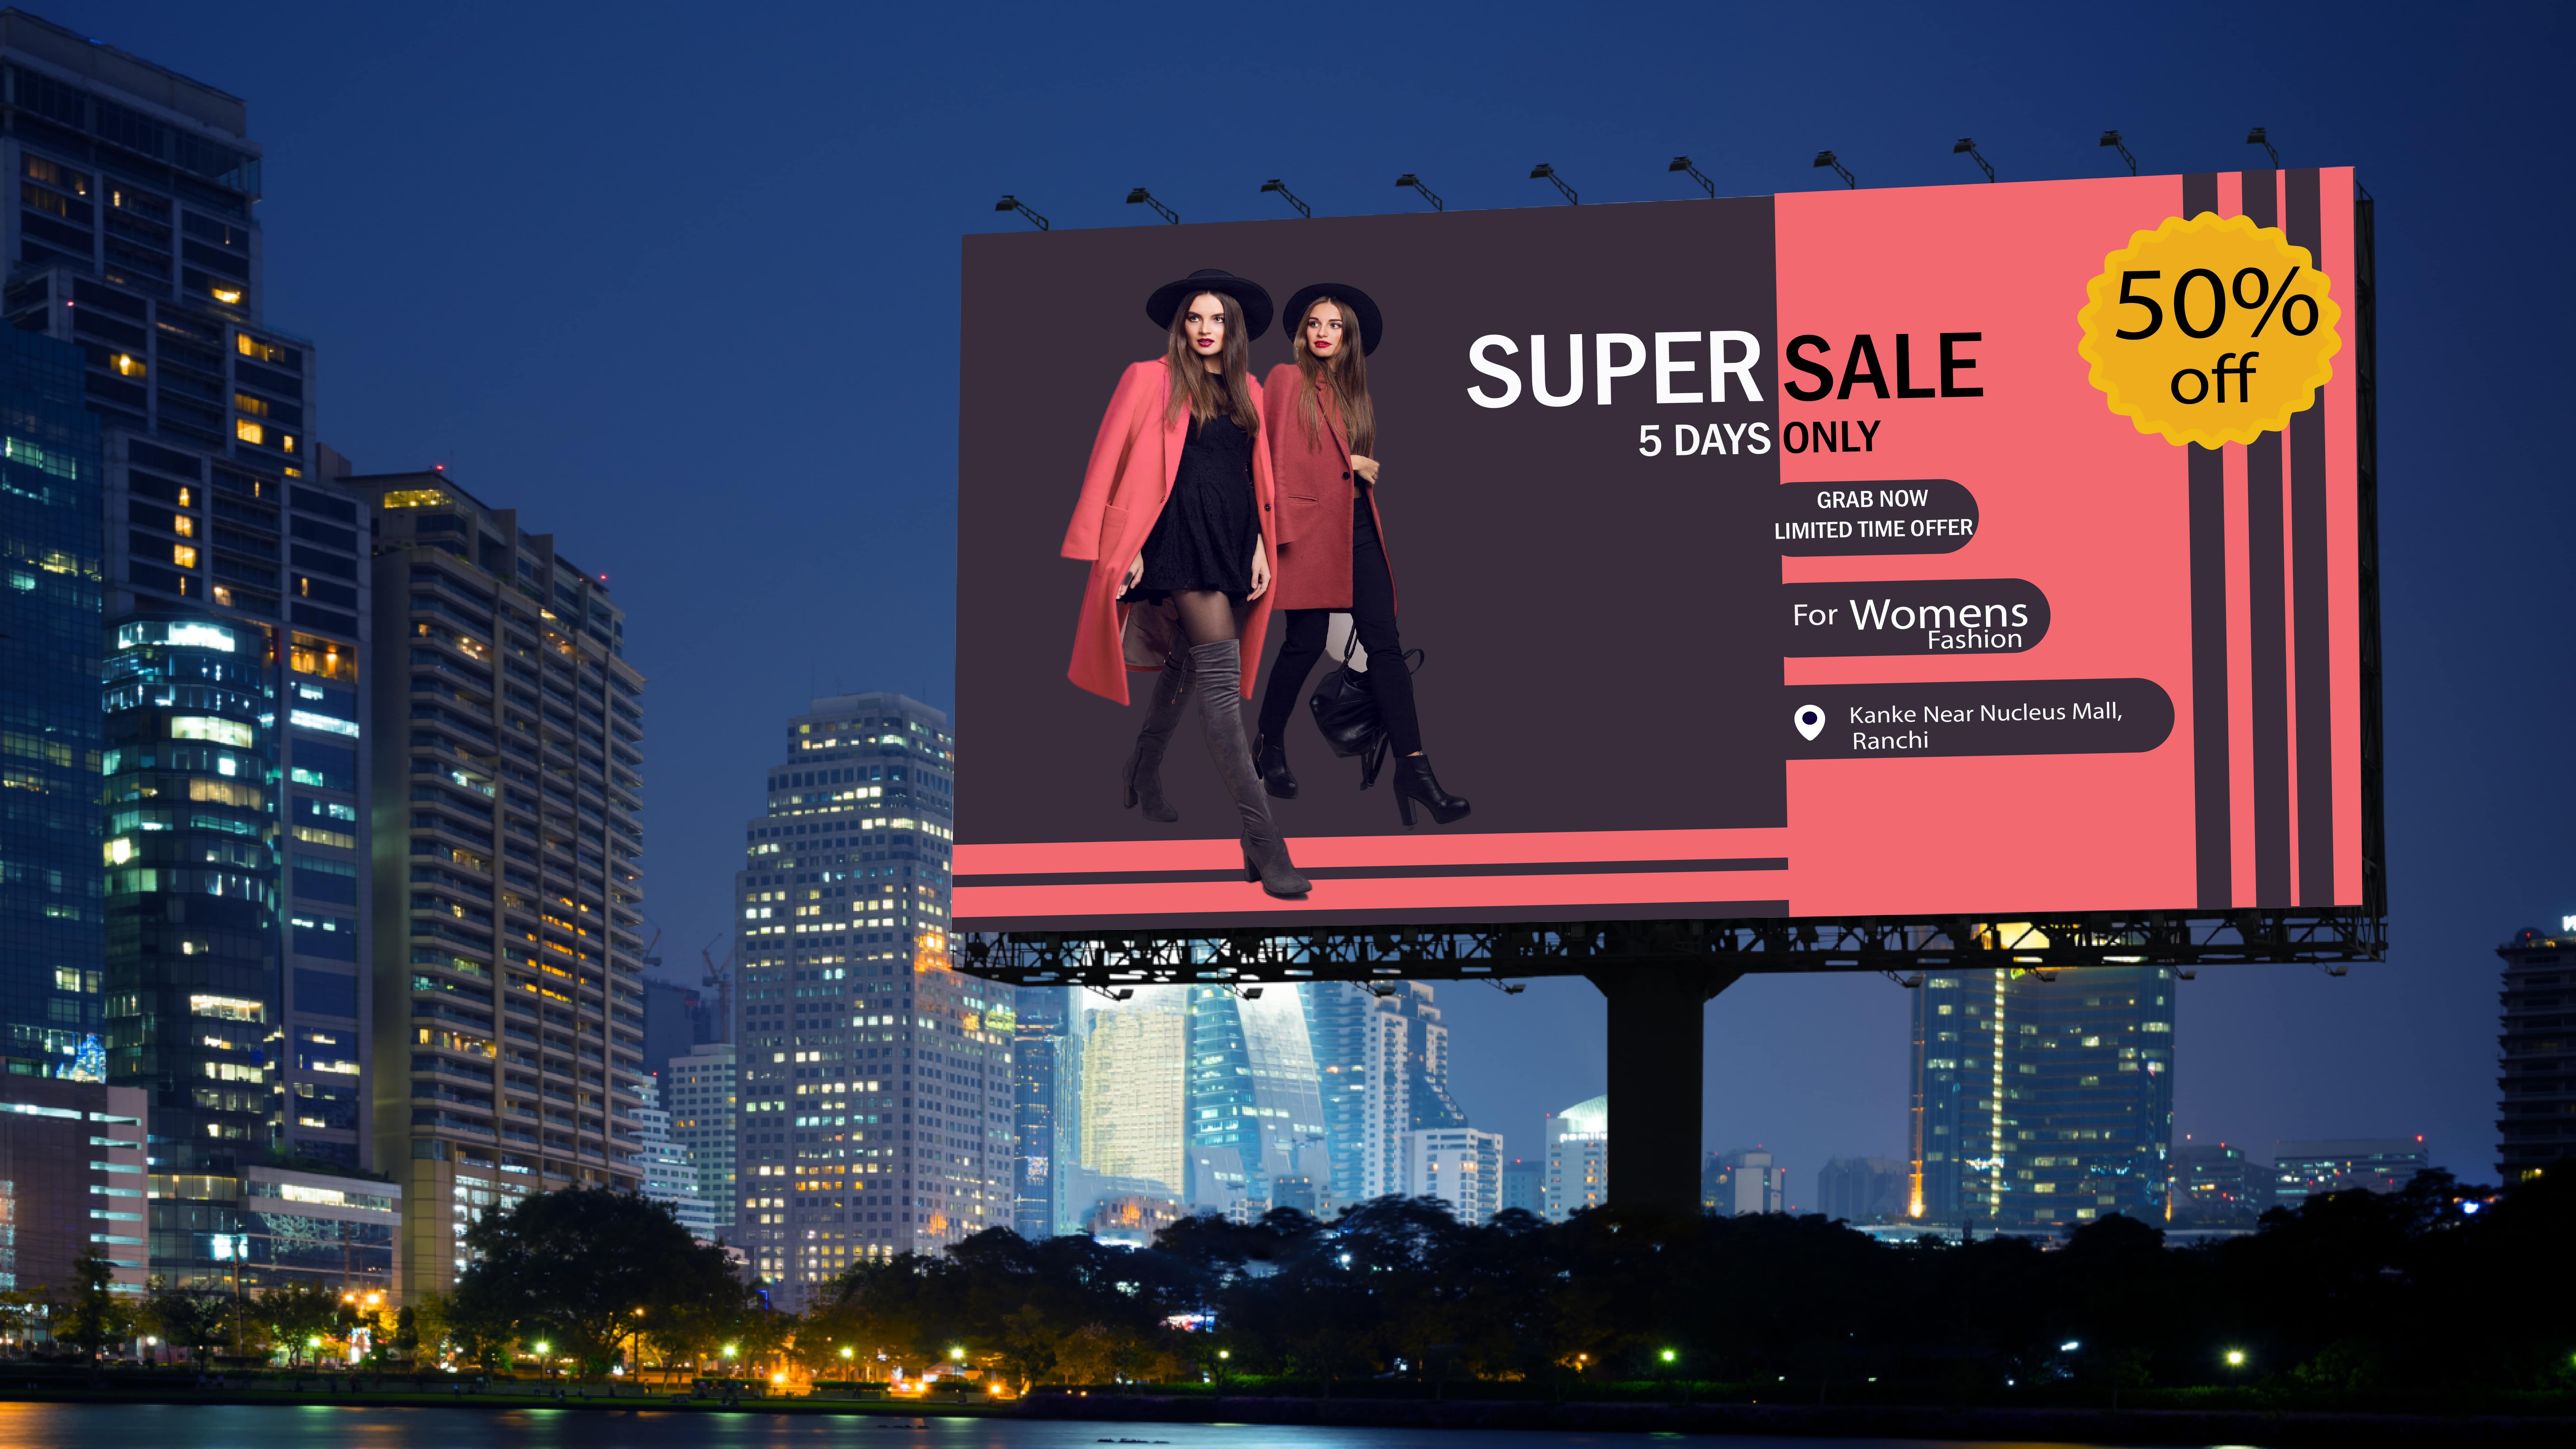 SUPER SALE
5 DAYS ONLY
50%
off
GRAB NOW
LIMITED TIME OFFER
For Womens
Fashion
Kanke Near Nucleus Mall,
Ranchi